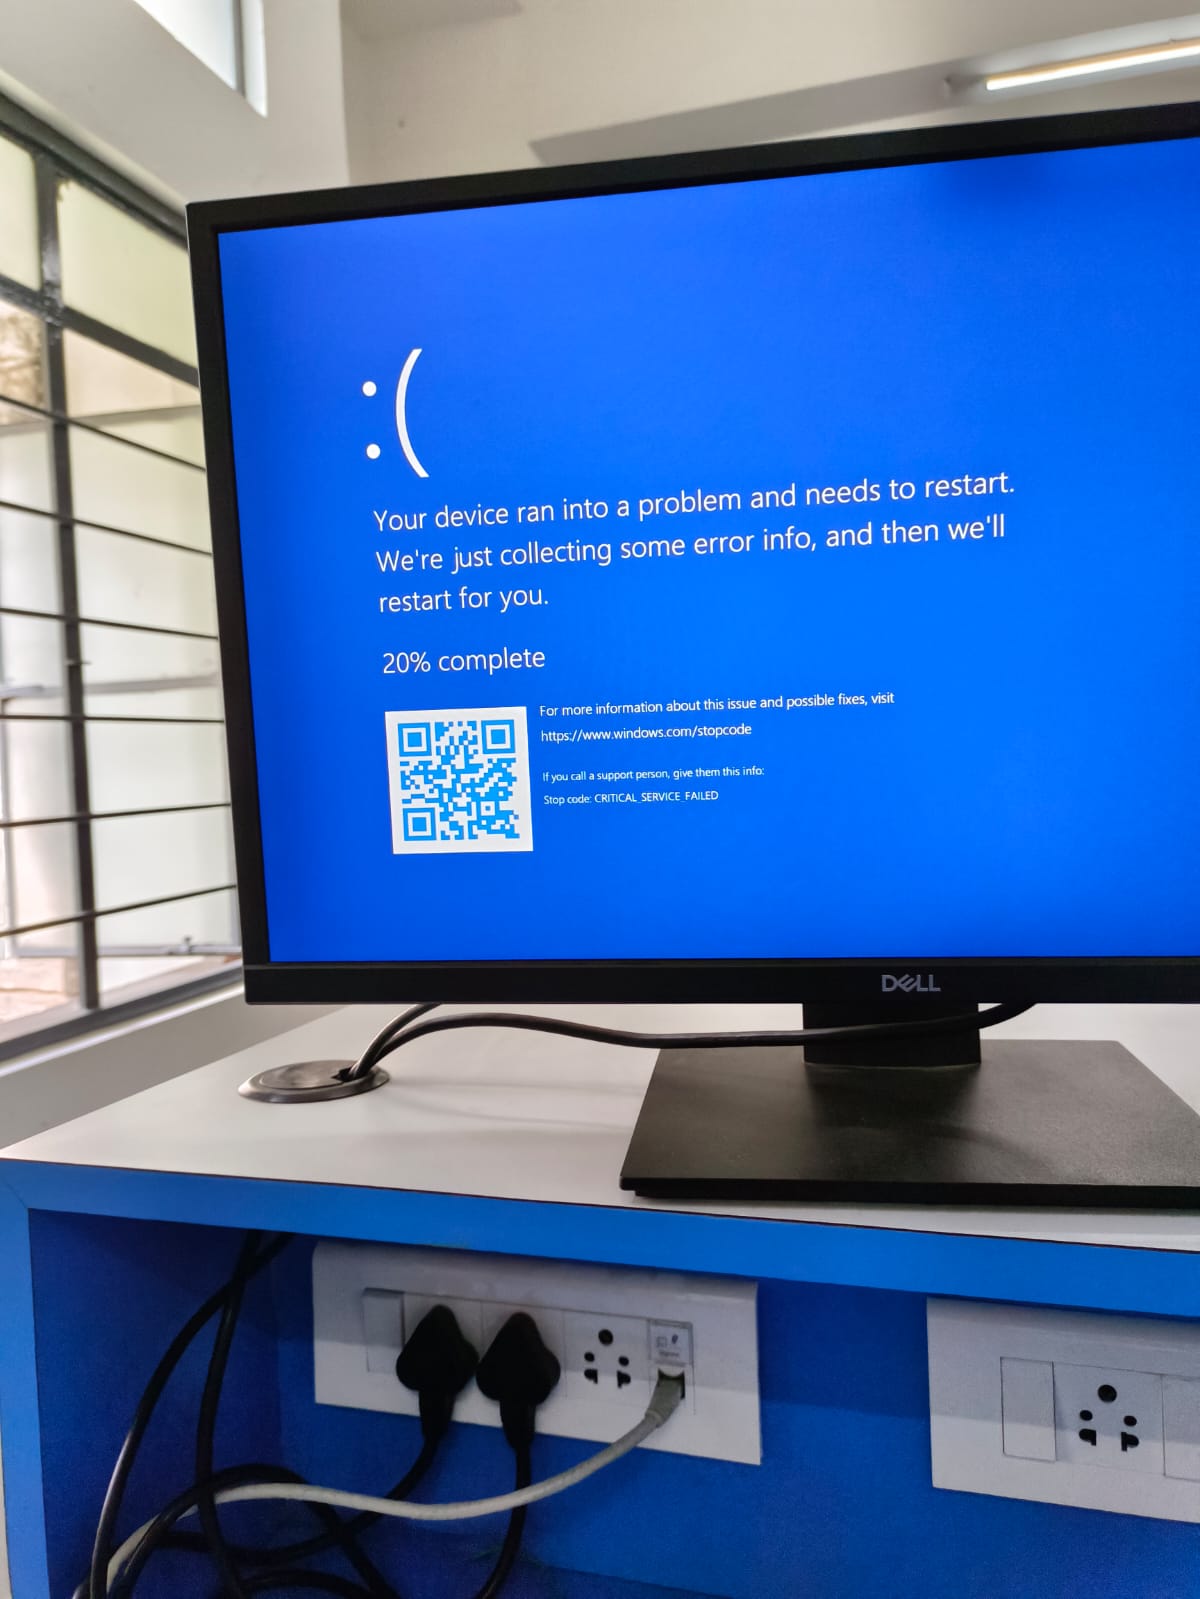 :(
Your device ran into a problem and needs to restart.
We're just collecting some error info, and then we'll
restart for you.
20% complete
For more information about this issue and possible fixes, visit
https://www.windows.com/stopcode
If you call a support person, give them this info:
Stop code: CRITICAL_SERVICE_FAILED
DELL